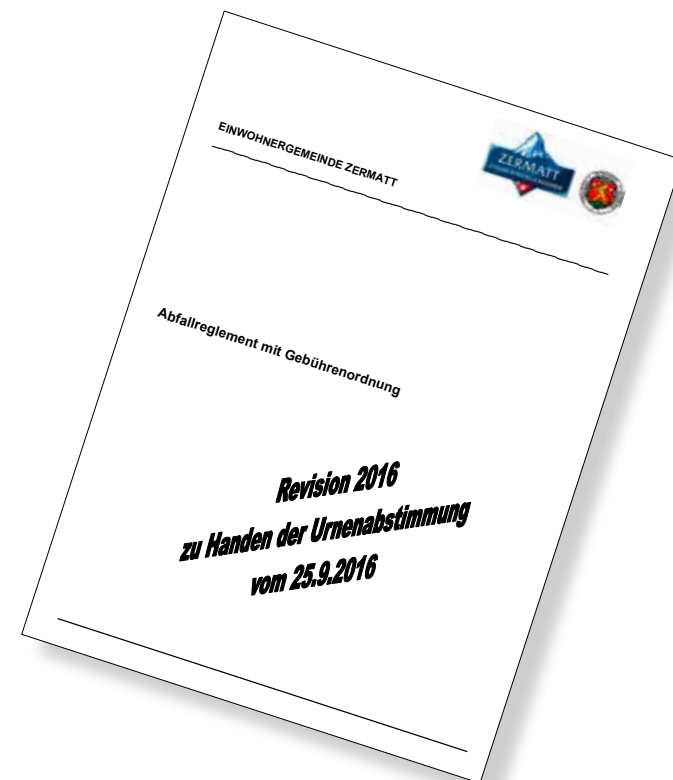 EINWOHNERGEMEINDE ZERMATT
ZERMATT
Abfallreglement mit Gebührenordnung
Revision 2016
zu Handen der Urnenabstimmung
vom 25.9.2016